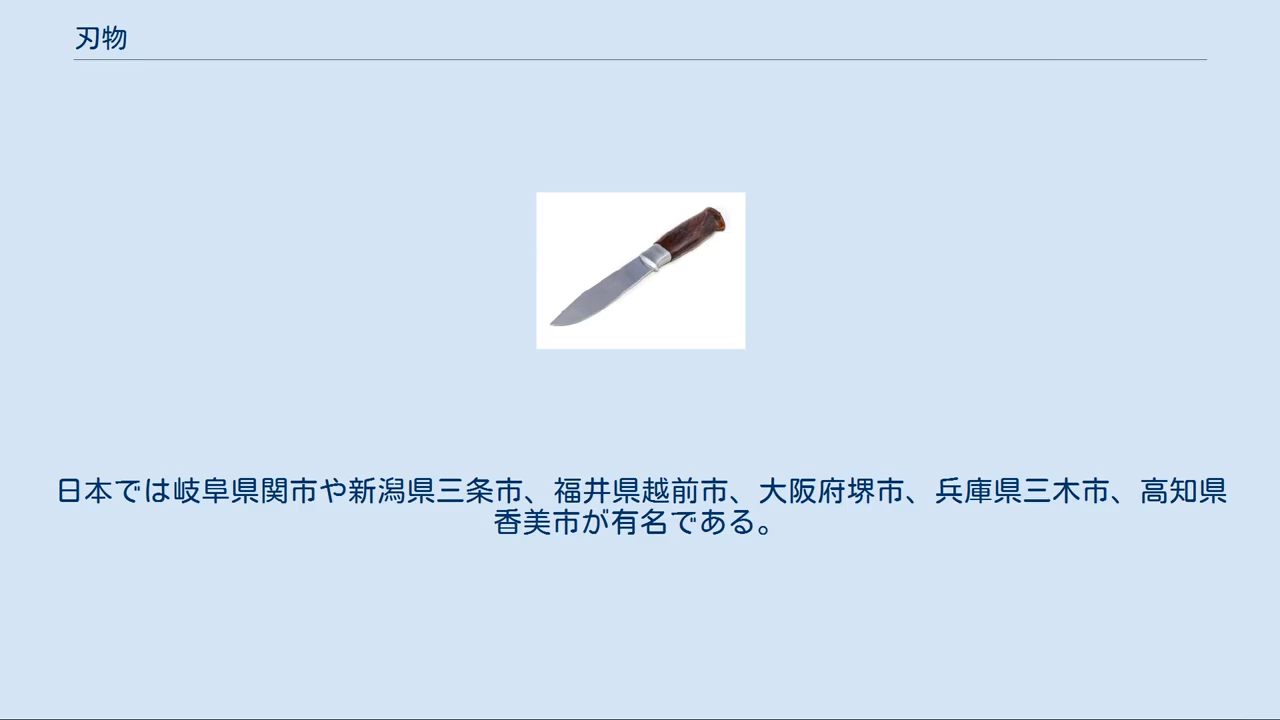 刃物
日本では岐阜県関市や新潟県三条市、福井県越前市、大阪府堺市、兵庫県三木市、高知県
香美市が有名である。